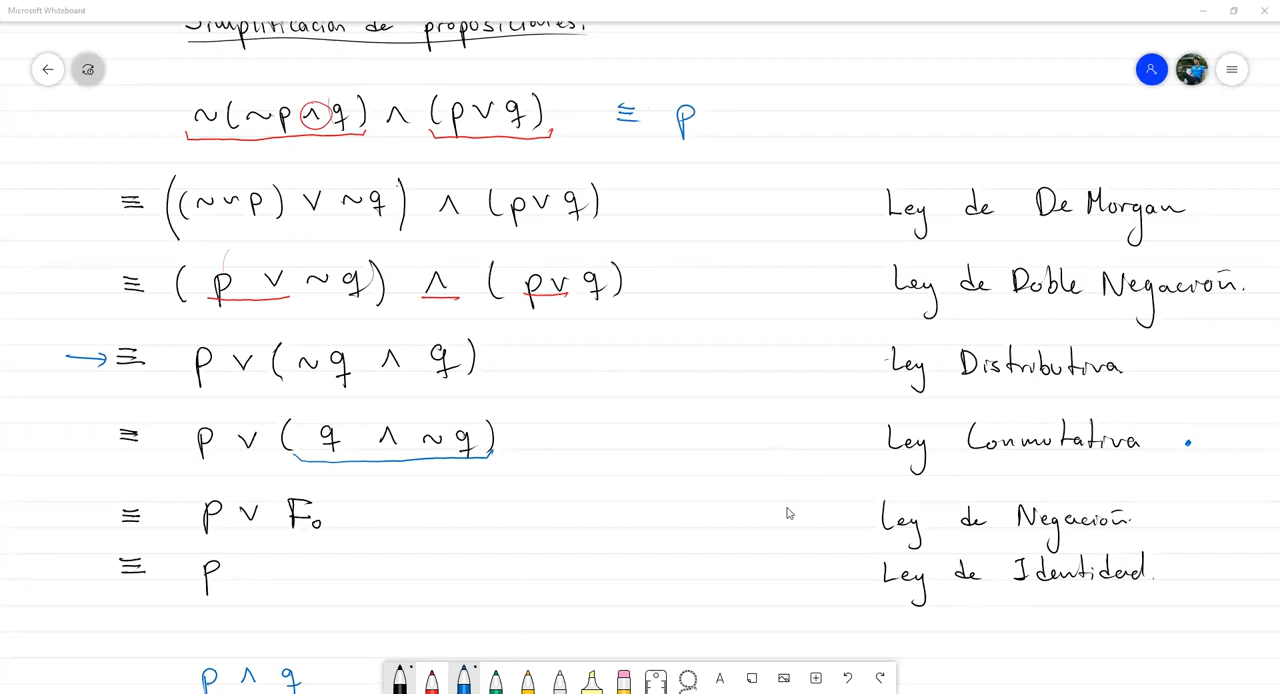 Microsoft Whiteboard
Simplificación de proposiciones.
~(~p ∧ q) ∧ (p ∨ q) ≡ p
≡ ((~~p) ∨ ~q) ∧ (p ∨ q) Ley de De Morgan
≡ (p ∨ ~q) ∧ (p ∨ q) Ley de Doble Negación.
→ ≡ p ∨ (~q ∧ q) Ley Distributiva
≡ p ∨ (q ∧ ~q) Ley Conmutativa
≡ p ∨ F₀ Ley de Negación.
≡ p Ley de Identidad.
p ∧ q